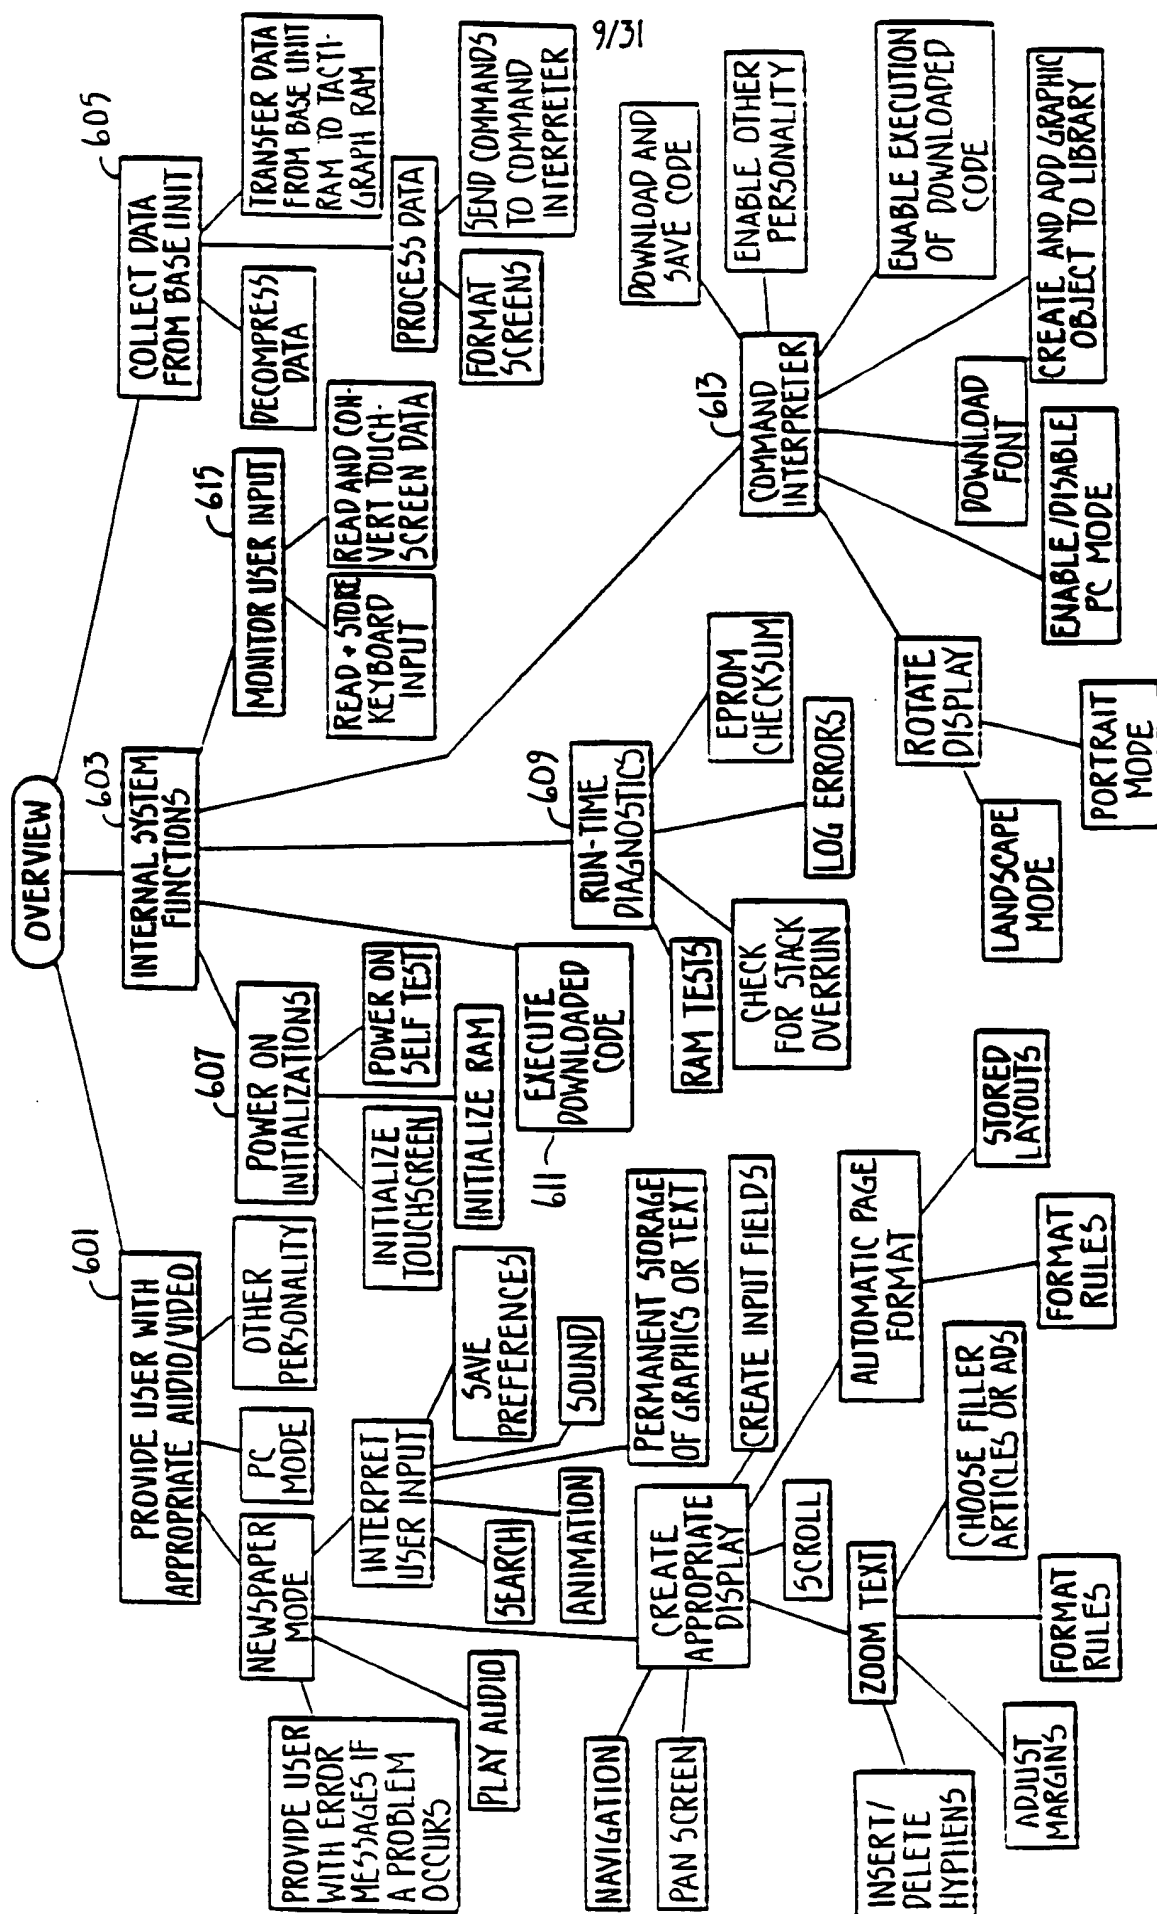 9/31
OVERVIEW
601
PROVIDE USER WITH
APPROPRIATE AUDIO/VIDEO
603
INTERNAL SYSTEM
FUNCTIONS
605
COLLECT DATA
FROM BASE UNIT
NEWSPAPER
MODE
PC
MODE
OTHER
PERSONALITY
607
POWER ON
INITIALIZATIONS
615
MONITOR USER INPUT
DECOMPRESS
DATA
TRANSFER DATA
FROM BASE UNIT
RAM TO TACTI-
GRAPH RAM
PROVIDE USER
WITH ERROR
MESSAGES IF
A PROBLEM
OCCURS
PLAY AUDIO
INTERPRET
USER INPUT
SAVE
PREFERENCES
INITIALIZE
TOUCHSCREEN
POWER ON
SELF TEST
INITIALIZE RAM
READ + STORE
KEYBOARD
INPUT
READ AND CON-
VERT TOUCH-
SCREEN DATA
PROCESS DATA
FORMAT
SCREENS
SEND COMMANDS
TO COMMAND
INTERPRETER
SEARCH
ANIMATION
SOUND
PERMANENT STORAGE
OF GRAPHICS OR TEXT
611
EXECUTE
DOWNLOADED
CODE
609
RUN-TIME
DIAGNOSTICS
DOWNLOAD AND
SAVE CODE
NAVIGATION
PAN SCREEN
CREATE
APPROPRIATE
DISPLAY
CREATE INPUT FIELDS
SCROLL
RAM TESTS
CHECK
FOR STACK
OVERRUN
LOG ERRORS
EPROM
CHECKSUM
613
COMMAND
INTERPRETER
ENABLE OTHER
PERSONALITY
ENABLE EXECUTION
OF DOWNLOADED
CODE
ZOOM TEXT
AUTOMATIC PAGE
FORMAT
INSERT/
DELETE
HYPHENS
ADJUST
MARGINS
FORMAT
RULES
CHOOSE FILLER
ARTICLES OR ADS
FORMAT
RULES
STORED
LAYOUTS
ROTATE
DISPLAY
LANDSCAPE
MODE
PORTRAIT
MODE
ENABLE/DISABLE
PC MODE
DOWNLOAD
FONT
CREATE AND ADD GRAPHIC
OBJECT TO LIBRARY